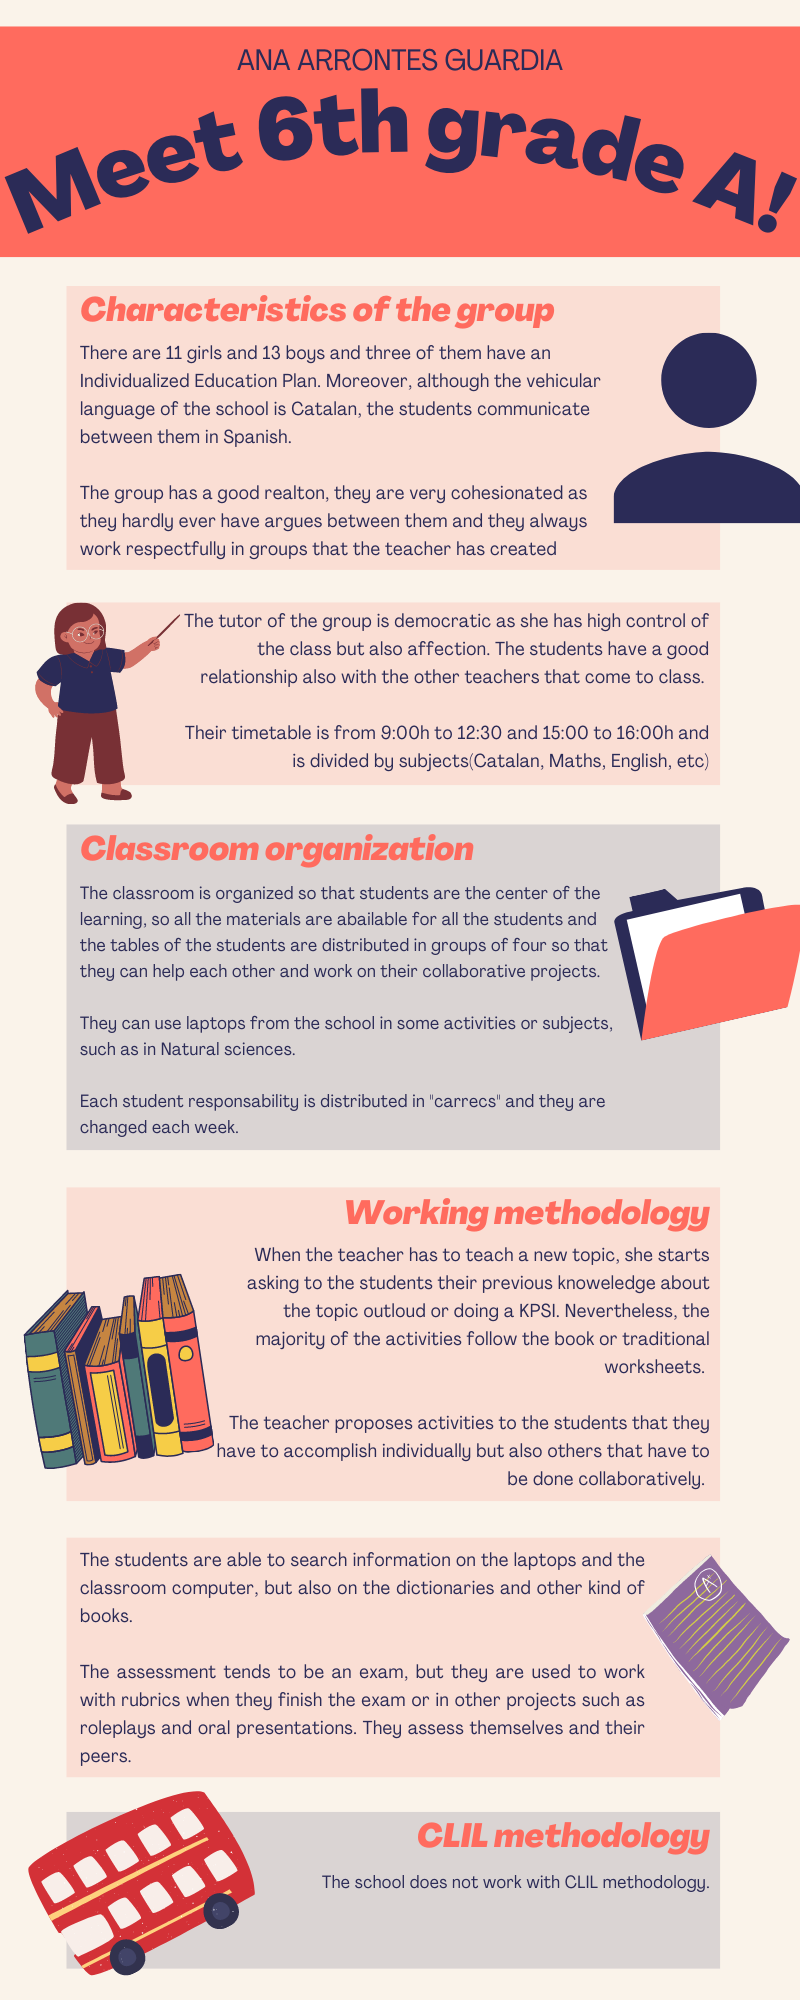 ANA ARRONTES GUARDIA
Meet 6th grade A!
Characteristics of the group
There are 11 girls and 13 boys and three of them have an
Individualized Education Plan. Moreover, although the vehicular
language of the school is Catalan, the students communicate
between them in Spanish.
The group has a good realton, they are very cohesionated as
they hardly ever have argues between them and they always
work respectfully in groups that the teacher has created
The tutor of the group is democratic as she has high control of
the class but also affection. The students have a good
relationship also with the other teachers that come to class.
Their timetable is from 9:00h to 12:30 and 15:00 to 16:00h and
is divided by subjects(Catalan, Maths, English, etc)
Classroom organization
The classroom is organized so that students are the center of the
learning, so all the materials are abailable for all the students and
the tables of the students are distributed in groups of four so that
they can help each other and work on their collaborative projects.
They can use laptops from the school in some activities or subjects,
such as in Natural sciences.
Each student responsability is distributed in "carrecs" and they are
changed each week.
Working methodology
When the teacher has to teach a new topic, she starts
asking to the students their previous knoweledge about
the topic outloud or doing a KPSI. Nevertheless, the
majority of the activities follow the book or traditional
worksheets.
The teacher proposes activities to the students that they
have to accomplish individually but also others that have to
be done collaboratively.
The students are able to search information on the laptops and the
classroom computer, but also on the dictionaries and other kind of
books.
A
The assessment tends to be an exam, but they are used to work
with rubrics when they finish the exam or in other projects such as
roleplays and oral presentations. They assess themselves and their
peers.
CLIL methodology
The school does not work with CLIL methodology.